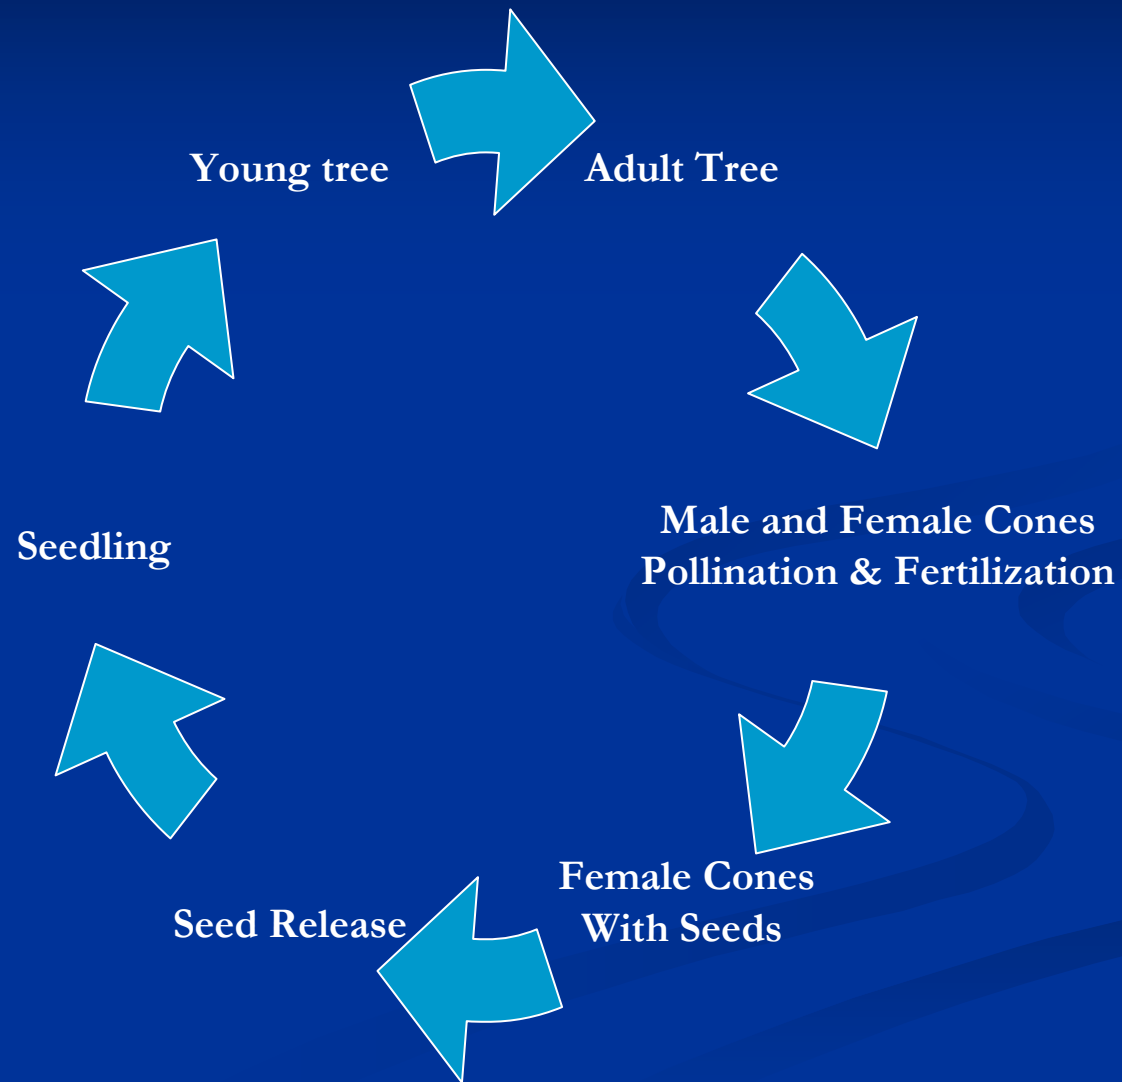 Young tree
Adult Tree
Male and Female Cones
Pollination & Fertilization
Seedling
Female Cones
With Seeds
Seed Release